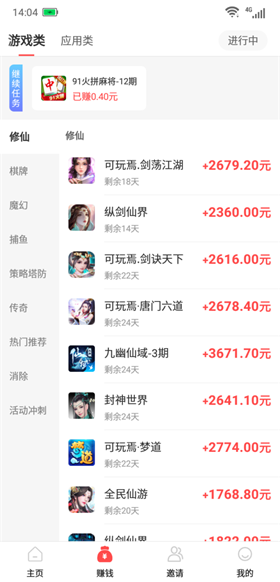 14:04
4G
游戏类
应用类
进行中
继续任务
91火拼麻将-12期
已赚0.40元
修仙
棋牌
魔幻
捕鱼
策略塔防
传奇
热门推荐
消除
活动冲刺
修仙
可玩焉.剑荡江湖
+2679.20元
剩余18天
纵剑仙界
+2360.00元
剩余14天
可玩焉.剑诀天下
+2616.00元
剩余22天
可玩焉·唐门六道
+2678.40元
剩余24天
九幽仙域-3期
+3671.70元
剩余24天
封神世界
+2641.10元
剩余24天
可玩焉·梦道
+2774.00元
剩余22天
全民仙游
+1768.80元
剩余20天
纵剑仙界
+1822.00元
主页
赚钱
邀请
我的